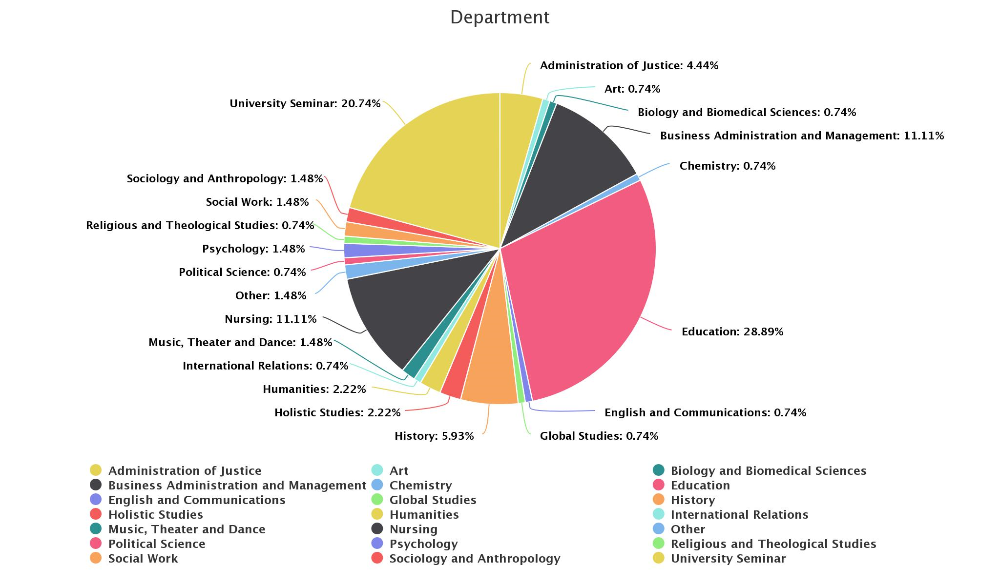 Department
Administration of Justice: 4.44%
Art: 0.74%
Biology and Biomedical Sciences: 0.74%
Business Administration and Management: 11.11%
Chemistry: 0.74%
Education: 28.89%
English and Communications: 0.74%
Global Studies: 0.74%
History: 5.93%
Holistic Studies: 2.22%
Humanities: 2.22%
International Relations: 0.74%
Music, Theater and Dance: 1.48%
Nursing: 11.11%
Other: 1.48%
Political Science: 0.74%
Psychology: 1.48%
Religious and Theological Studies: 0.74%
Social Work: 1.48%
Sociology and Anthropology: 1.48%
University Seminar: 20.74%
Administration of Justice
Art
Biology and Biomedical Sciences
Business Administration and Management
Chemistry
Education
English and Communications
Global Studies
History
Holistic Studies
Humanities
International Relations
Music, Theater and Dance
Nursing
Other
Political Science
Psychology
Religious and Theological Studies
Social Work
Sociology and Anthropology
University Seminar